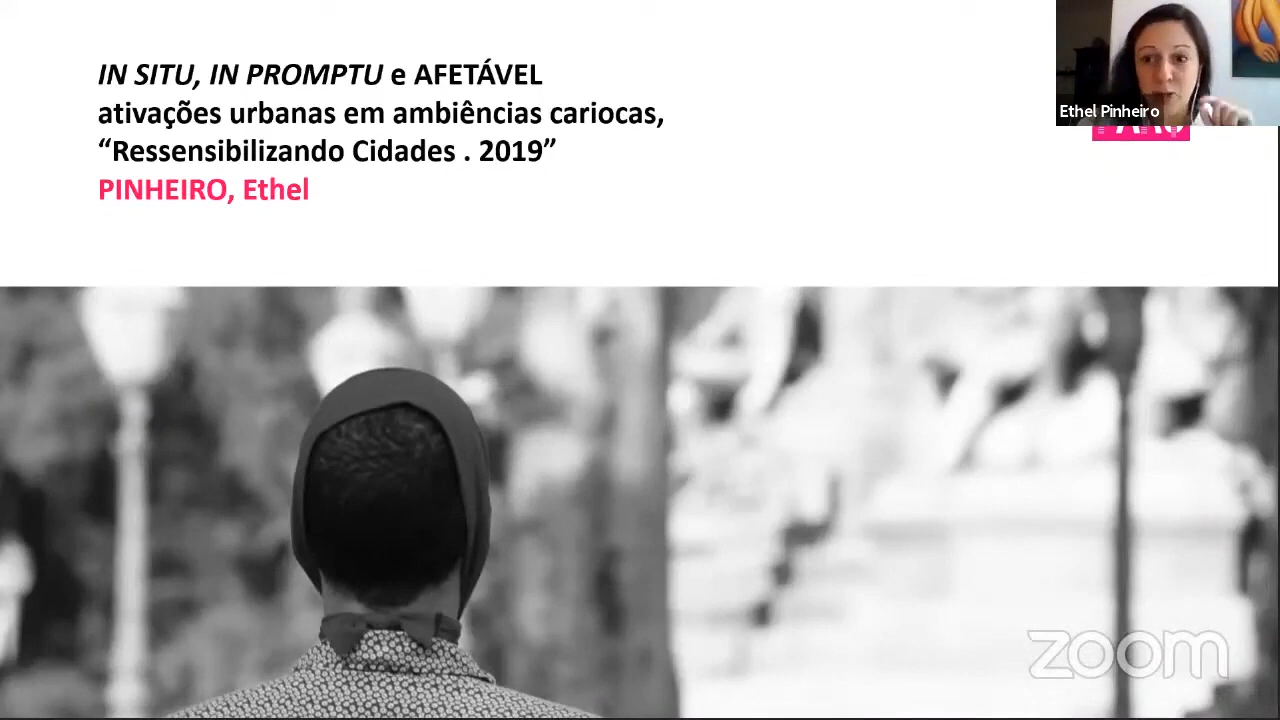 IN SITU, IN PROMPTU e AFETÁVEL
ativações urbanas em ambiências cariocas,
“Ressensibilizando Cidades . 2019”
PINHEIRO, Ethel
Ethel Pinheiro
zoom